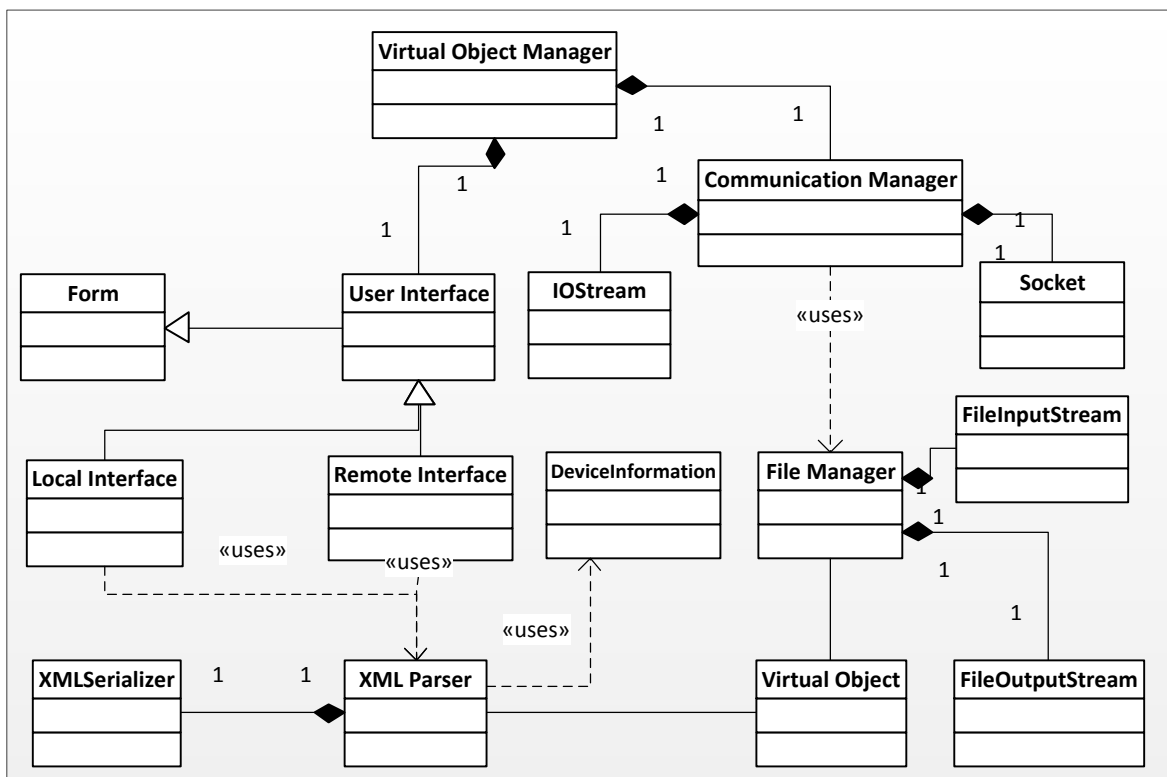 Virtual Object Manager
1
1
1
1
Communication Manager
1
1
1
1
Form
User Interface
IOStream
Socket
«uses»
FileInputStream
Local Interface
Remote Interface
DeviceInformation
File Manager
1
1
«uses»
«uses»
1
1
«uses»
XMLSerializer
1
1
XML Parser
Virtual Object
FileOutputStream